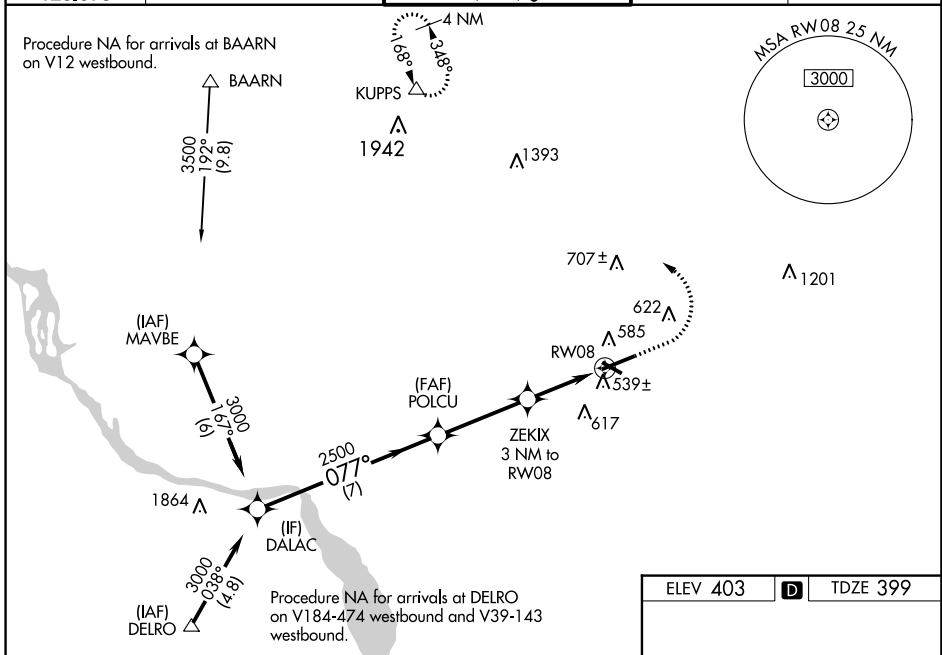 Procedure NA for arrivals at BAARN
on V12 westbound.
4 NM
168°
348°
KUPPS
BAARN
1942
1393
3500
192°
(9.8)
MSA RW08 25 NM
3000
707±
1201
622
585
RW08
539±
617
(IAF)
MAVBE
3000
167°
(6)
(FAF)
POLCU
ZEKIX
3 NM to
RW08
2500
077°
(7)
1864
(IF)
DALAC
3000
038°
(4.8)
(IAF)
DELRO
Procedure NA for arrivals at DELRO
on V184-474 westbound and V39-143
westbound.
ELEV 403
D
TDZE 399